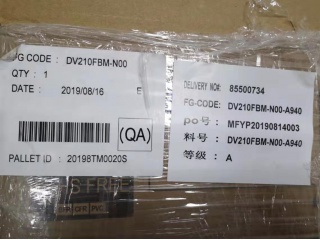 FG CODE : DV210FBM-N00
QTY : 1
DATE : 2019/08/16 E
(QA)
PALLET ID : 20198TM0020S
DELIVERY NO# 85500734
FG-CODE: DV210FBM-N00-A940
po号 : MFYP20190814003
料号: DV210FBM-N00-A940
等级: A